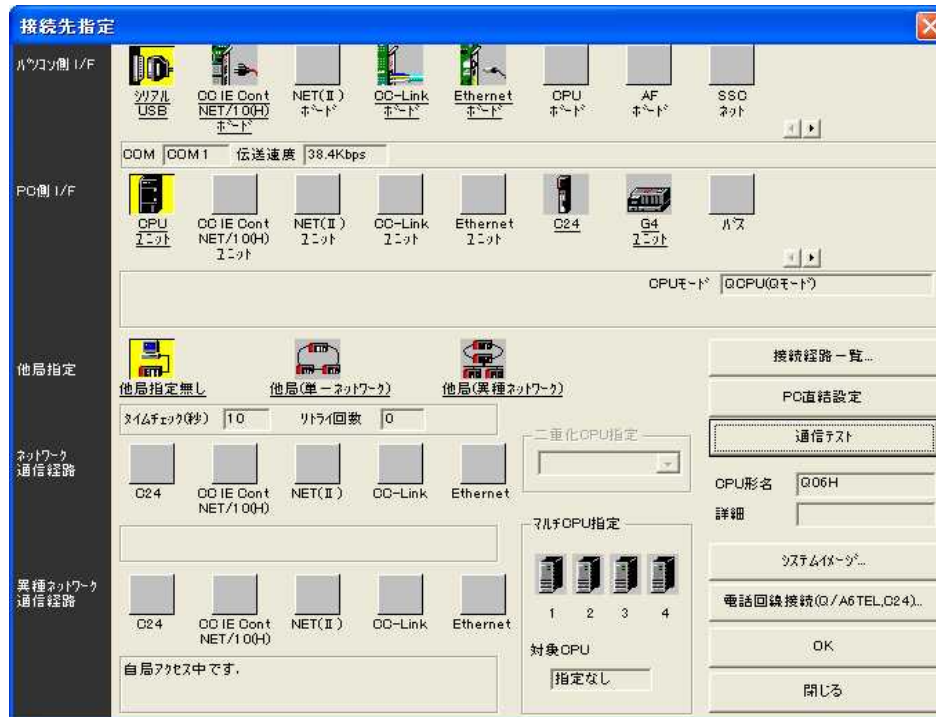 接続先指定
パソコン側 I/F
シリアル
USB
CC IE Cont
NET/10(H)
ボード
NET(Ⅱ)
ボード
CC-Link
ボード
Ethernet
ボード
CPU
ボード
AF
ボード
SSC
ネット
COM COM1 伝送速度 38.4Kbps
PC側 I/F
CPU
ユニット
CC IE Cont
NET/10(H)
ユニット
NET(Ⅱ)
ユニット
CC-Link
ユニット
Ethernet
ユニット
C24
G4
ユニット
バス
CPUモード QCPU(Qモード)
他局指定
他局指定無し
他局(単一ネットワーク)
他局(異種ネットワーク)
タイムチェック(秒) 10 リトライ回数 0
接続経路一覧...
PC直結設定
通信テスト
二重化CPU指定
CPU形名 Q06H
詳細
ネットワーク
通信経路
C24
CC IE Cont
NET/10(H)
NET(Ⅱ)
CC-Link
Ethernet
マルチCPU指定
1 2 3 4
対象CPU
指定なし
システムイメージ...
電話回線接続(Q/A6TEL,C24)...
OK
閉じる
異種ネットワーク
通信経路
C24
CC IE Cont
NET/10(H)
NET(Ⅱ)
CC-Link
Ethernet
自局アクセス中です.